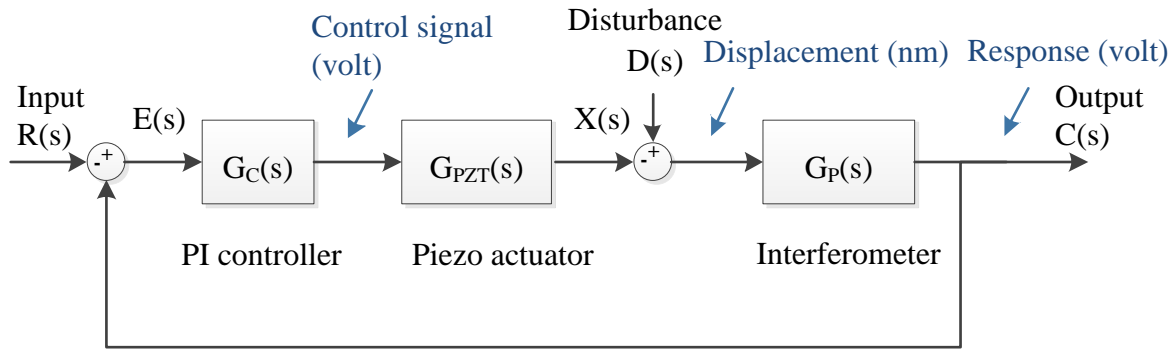 Control signal
(volt)
Disturbance
D(s)
Displacement (nm)
Response (volt)
Input
R(s)
E(s)
X(s)
Output
C(s)
-+
G_C(s)
G_PZT(s)
-+
G_P(s)
PI controller
Piezo actuator
Interferometer